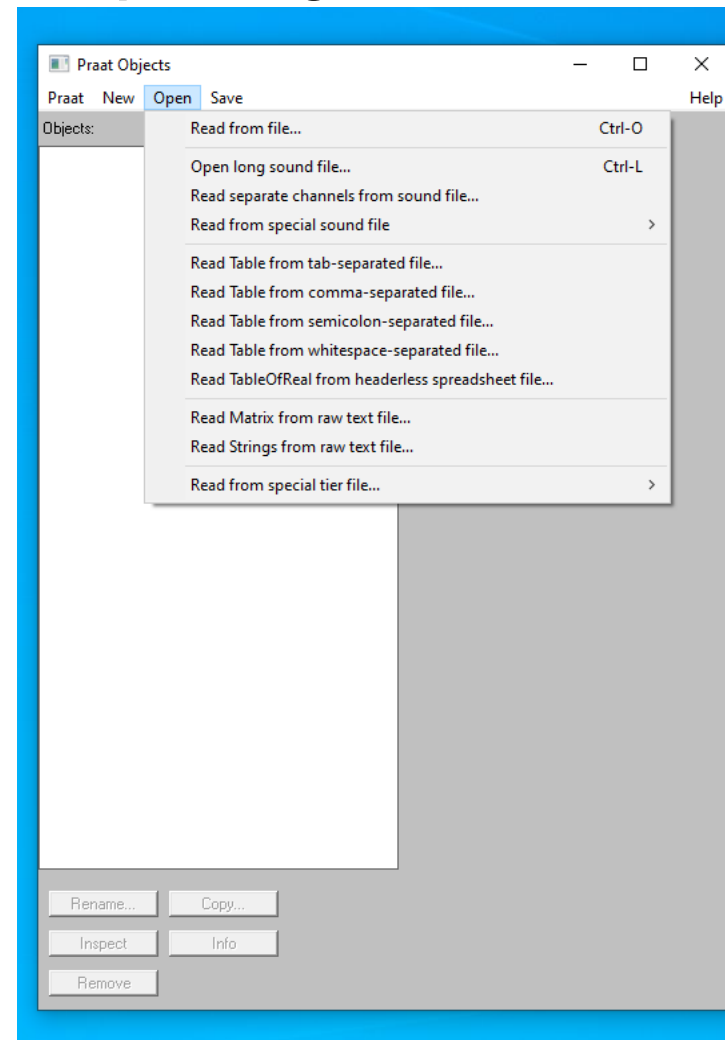 Praat Objects
Praat New Open Save Help
Objects:
Read from file... Ctrl-O
Open long sound file... Ctrl-L
Read separate channels from sound file...
Read from special sound file
Read Table from tab-separated file...
Read Table from comma-separated file...
Read Table from semicolon-separated file...
Read Table from whitespace-separated file...
Read TableOfReal from headerless spreadsheet file...
Read Matrix from raw text file...
Read Strings from raw text file...
Read from special tier file...
Rename... Copy...
Inspect Info
Remove